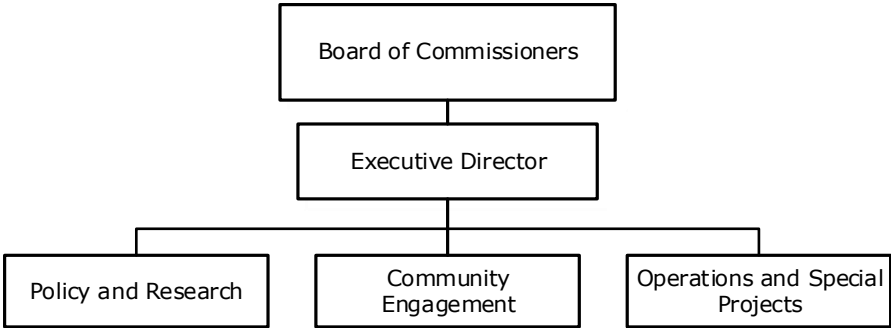 Board of Commissioners
Executive Director
Policy and Research
Community
Engagement
Operations and Special
Projects